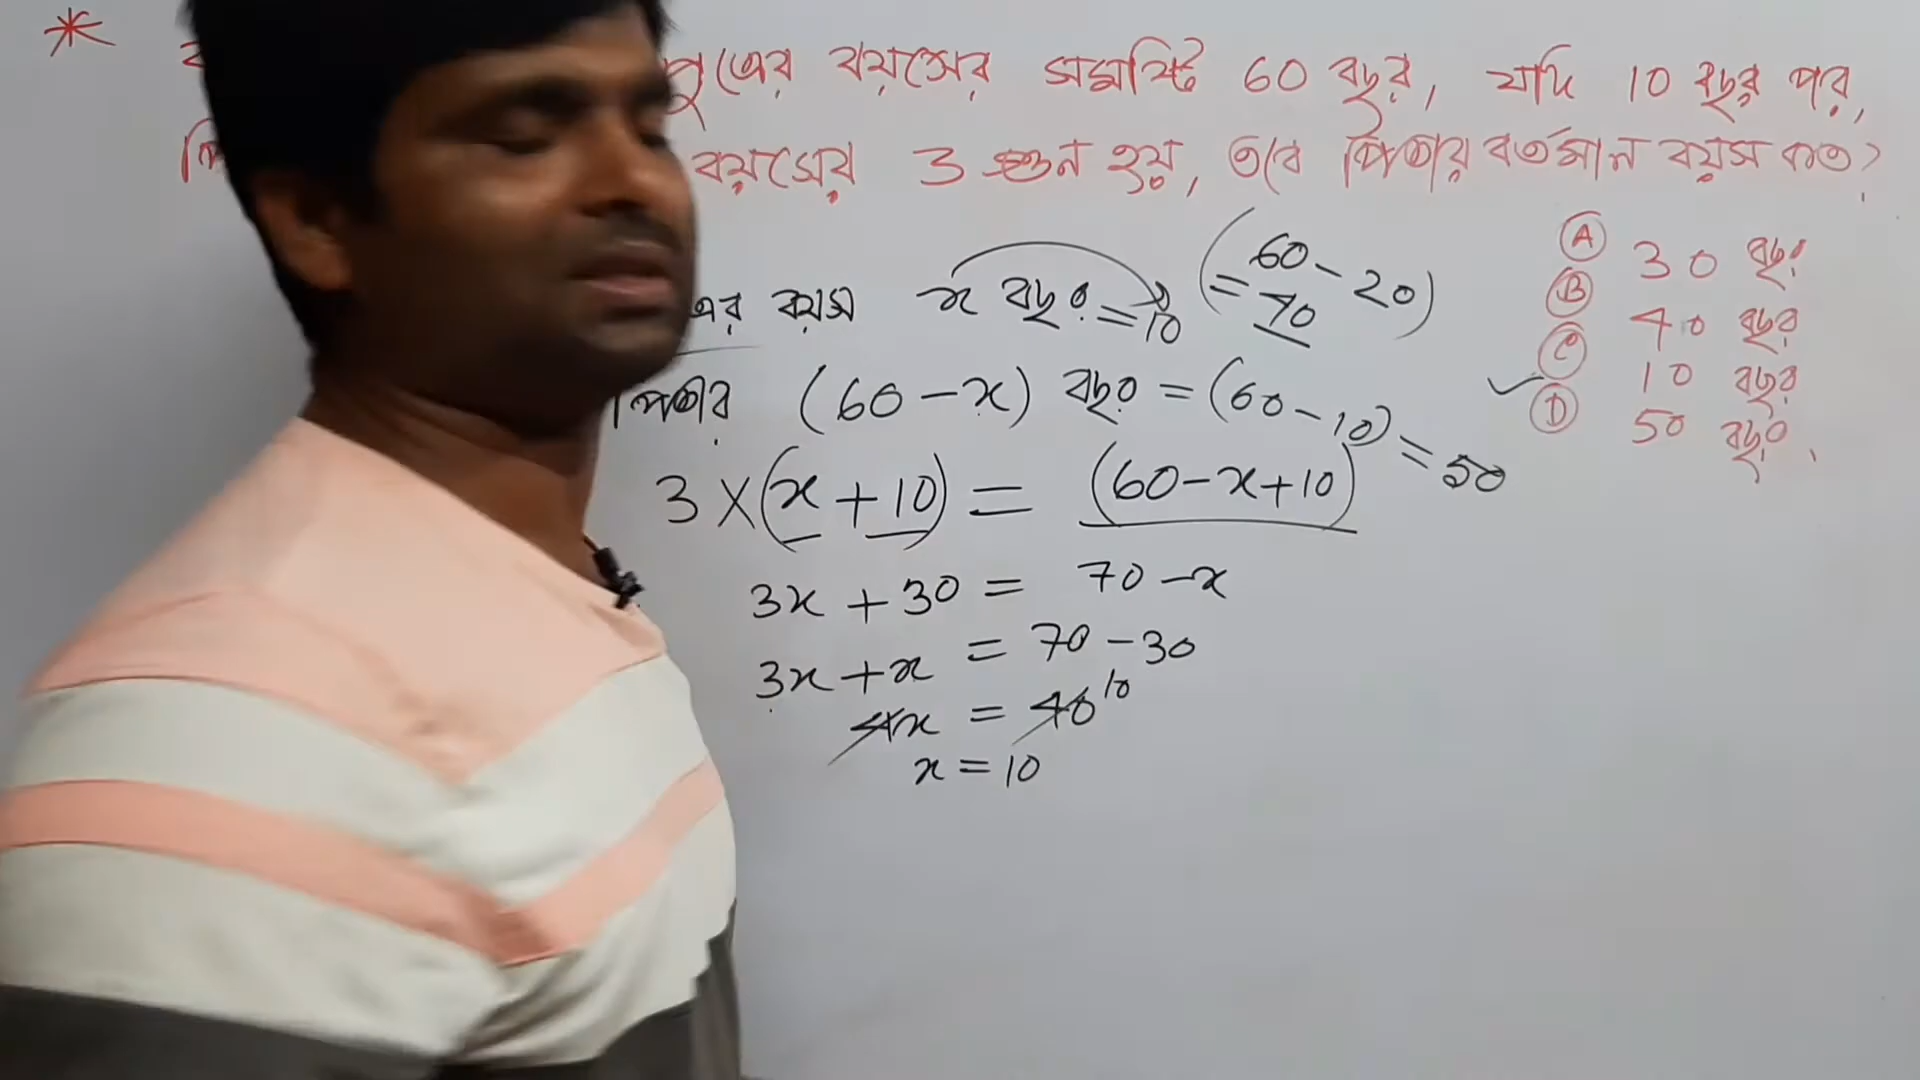 পুত্রের বয়সের সমষ্টি 60 বছর, যদি 10 বছর পর,
বয়সের 3 গুন হয়, তবে পিতার বর্তমান বয়স কত?
এর বয়স x বছর = 10 (60 - 20) = 40
পিতার (60 - x) বছর = (60 - 10) = 50
3 × (x + 10) = (60 - x + 10)
3x + 30 = 70 - x
3x + x = 70 - 30
4x = 40 10
x = 10
A 30 বছর
B 40 বছর
C 10 বছর
✓ D 50 বছর.